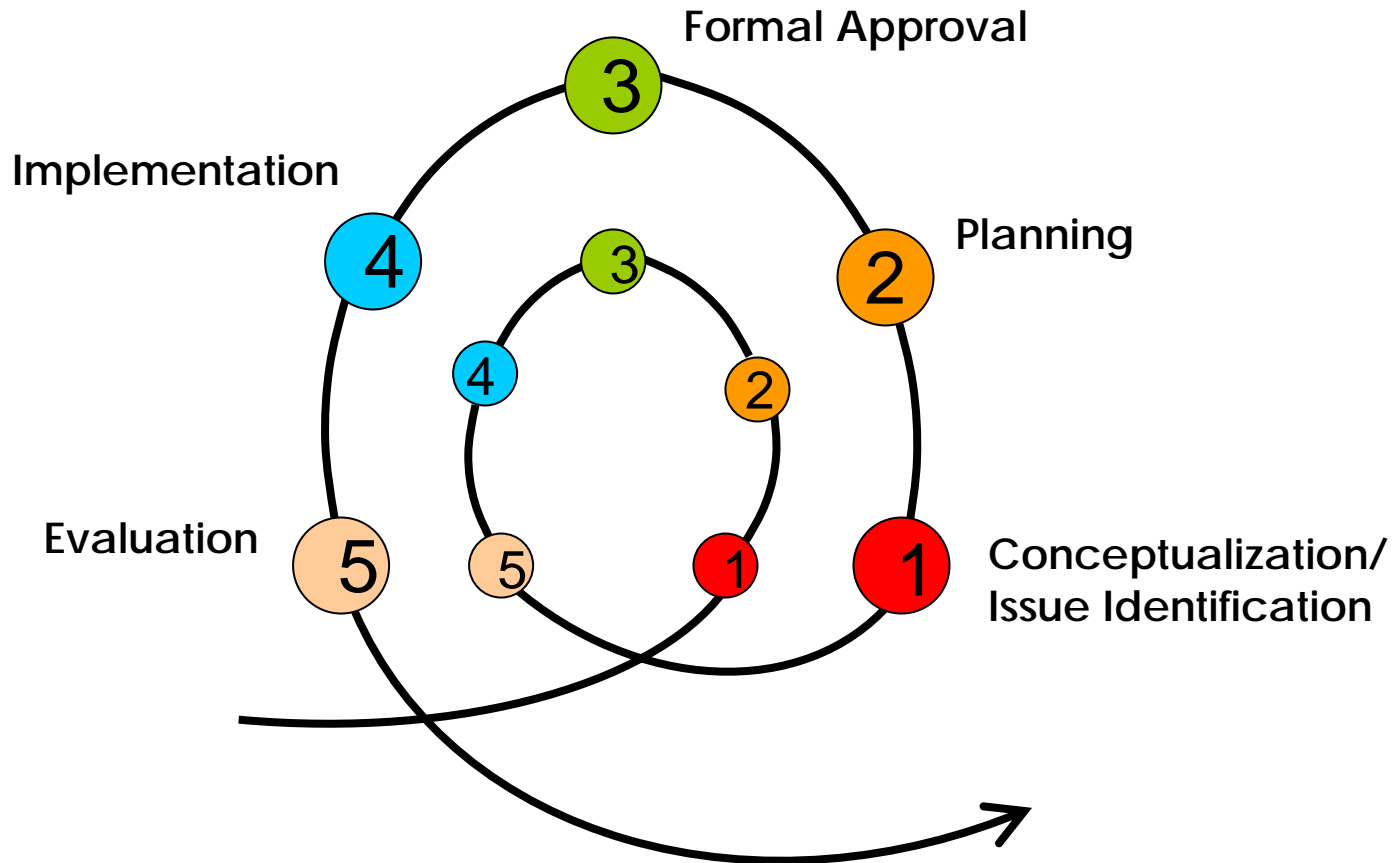 Formal Approval
3
Implementation
4
Planning
2
3
4
2
Evaluation
5
5
1
1
Conceptualization/
Issue Identification